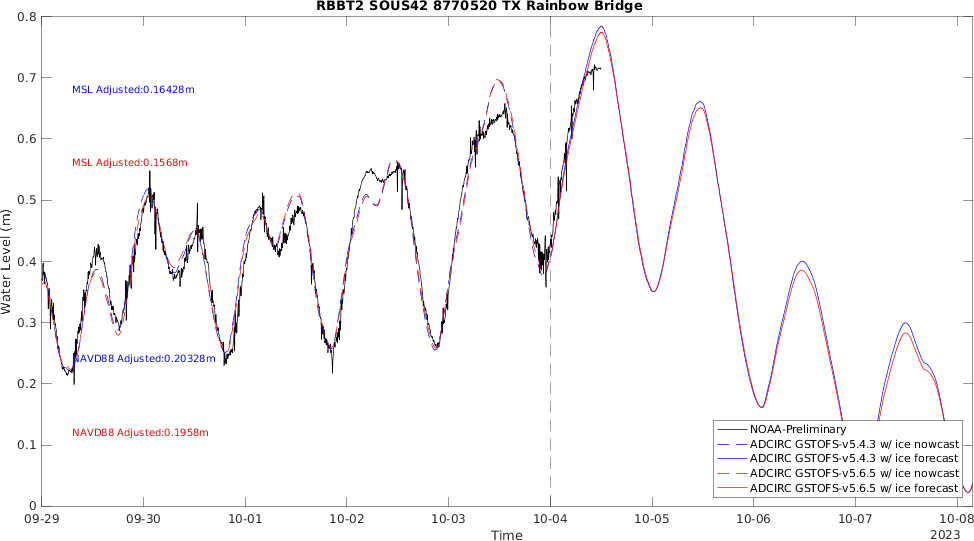 RBBT2 SOUS42 8770520 TX Rainbow Bridge
0.8
0.7
0.6
0.5
0.4
0.3
0.2
0.1
0
Water Level (m)
MSL Adjusted:0.16428m
MSL Adjusted:0.1568m
NAVD88 Adjusted:0.20328m
NAVD88 Adjusted:0.1958m
NOAA-Preliminary
ADCIRC GSTOFS-v5.4.3 w/ ice nowcast
ADCIRC GSTOFS-v5.4.3 w/ ice forecast
ADCIRC GSTOFS-v5.6.5 w/ ice nowcast
ADCIRC GSTOFS-v5.6.5 w/ ice forecast
09-29 09-30 10-01 10-02 10-03 10-04 10-05 10-06 10-07 10-08
2023
Time